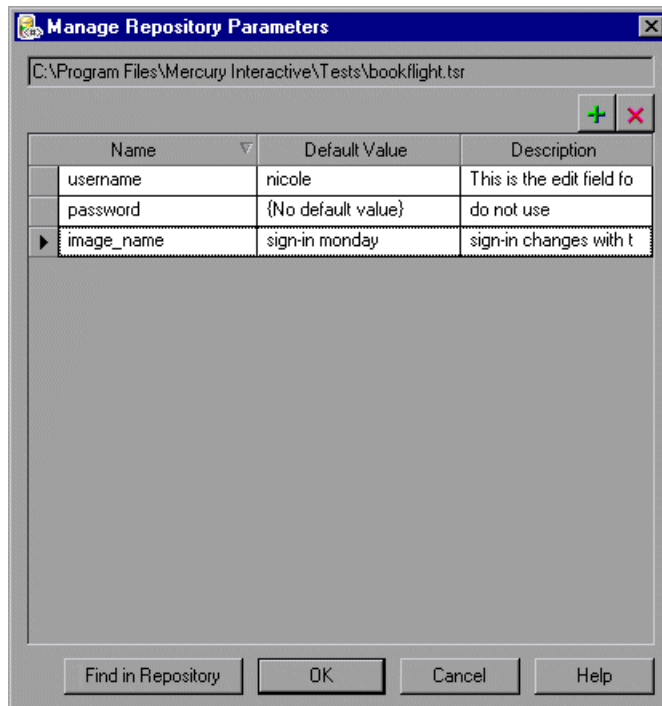 Manage Repository Parameters
C:\Program Files\Mercury Interactive\Tests\bookflight.tsr
Name Default Value Description
username nicole This is the edit field fo
password {No default value} do not use
image_name sign-in monday sign-in changes with t
Find in Repository OK Cancel Help